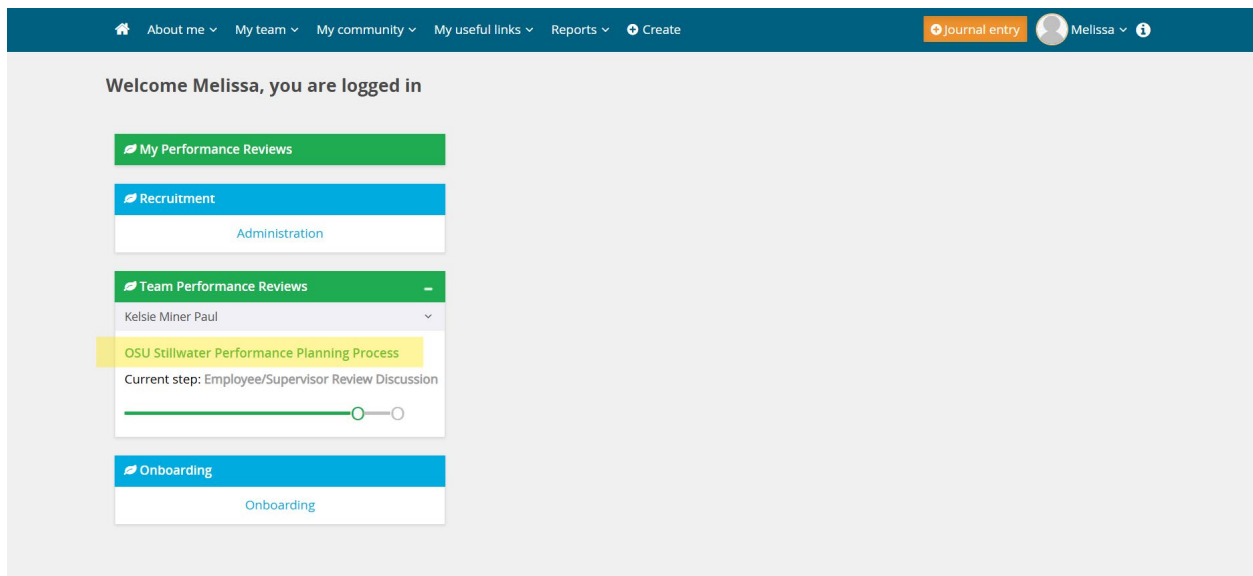 About me My team My community My useful links Reports Create Journal entry Melissa
Welcome Melissa, you are logged in
My Performance Reviews
Recruitment
Administration
Team Performance Reviews
Kelsie Miner Paul
OSU Stillwater Performance Planning Process
Current step: Employee/Supervisor Review Discussion
Onboarding
Onboarding